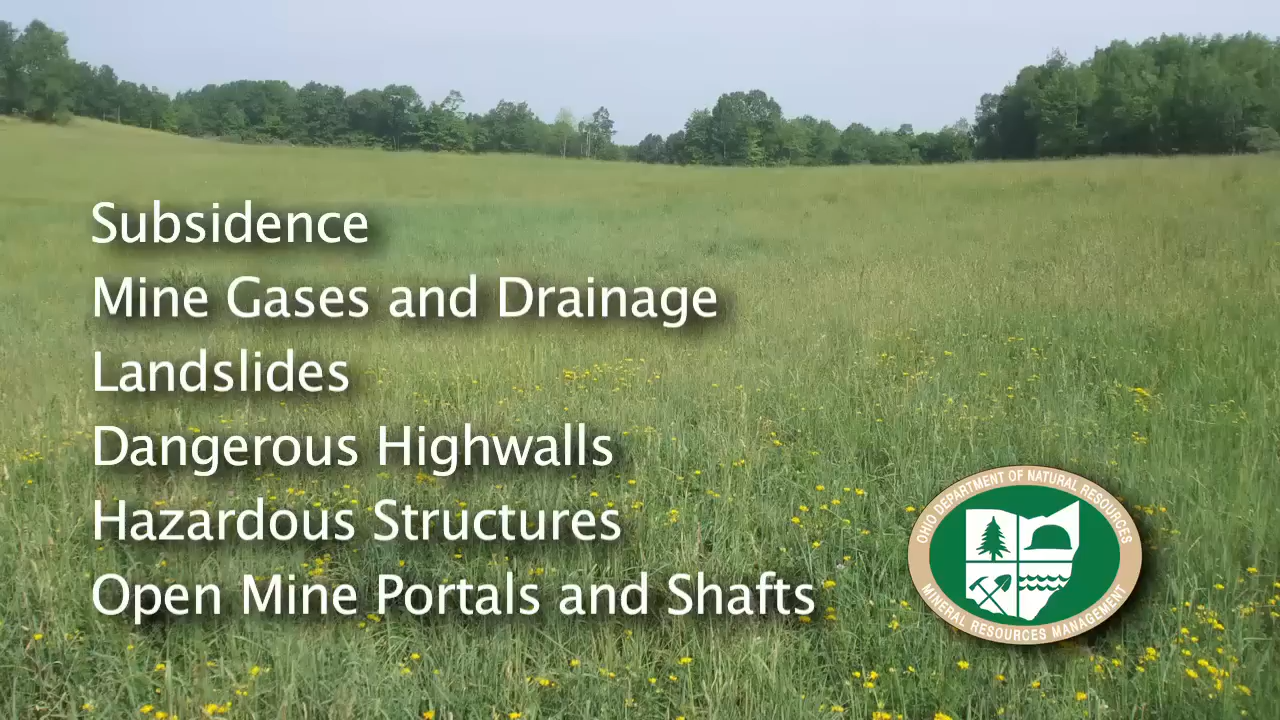 Subsidence
Mine Gases and Drainage
Landslides
Dangerous Highwalls
Hazardous Structures
Open Mine Portals and Shafts
OHIO DEPARTMENT OF NATURAL RESOURCES
MINERAL RESOURCES MANAGEMENT